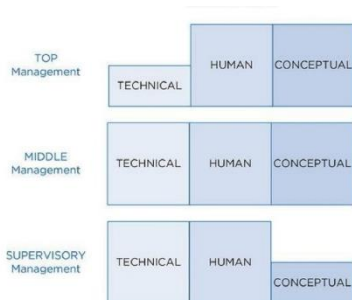 TOP
Management
TECHNICAL
HUMAN
CONCEPTUAL
MIDDLE
Management
TECHNICAL
HUMAN
CONCEPTUAL
SUPERVISORY
Management
TECHNICAL
HUMAN
CONCEPTUAL